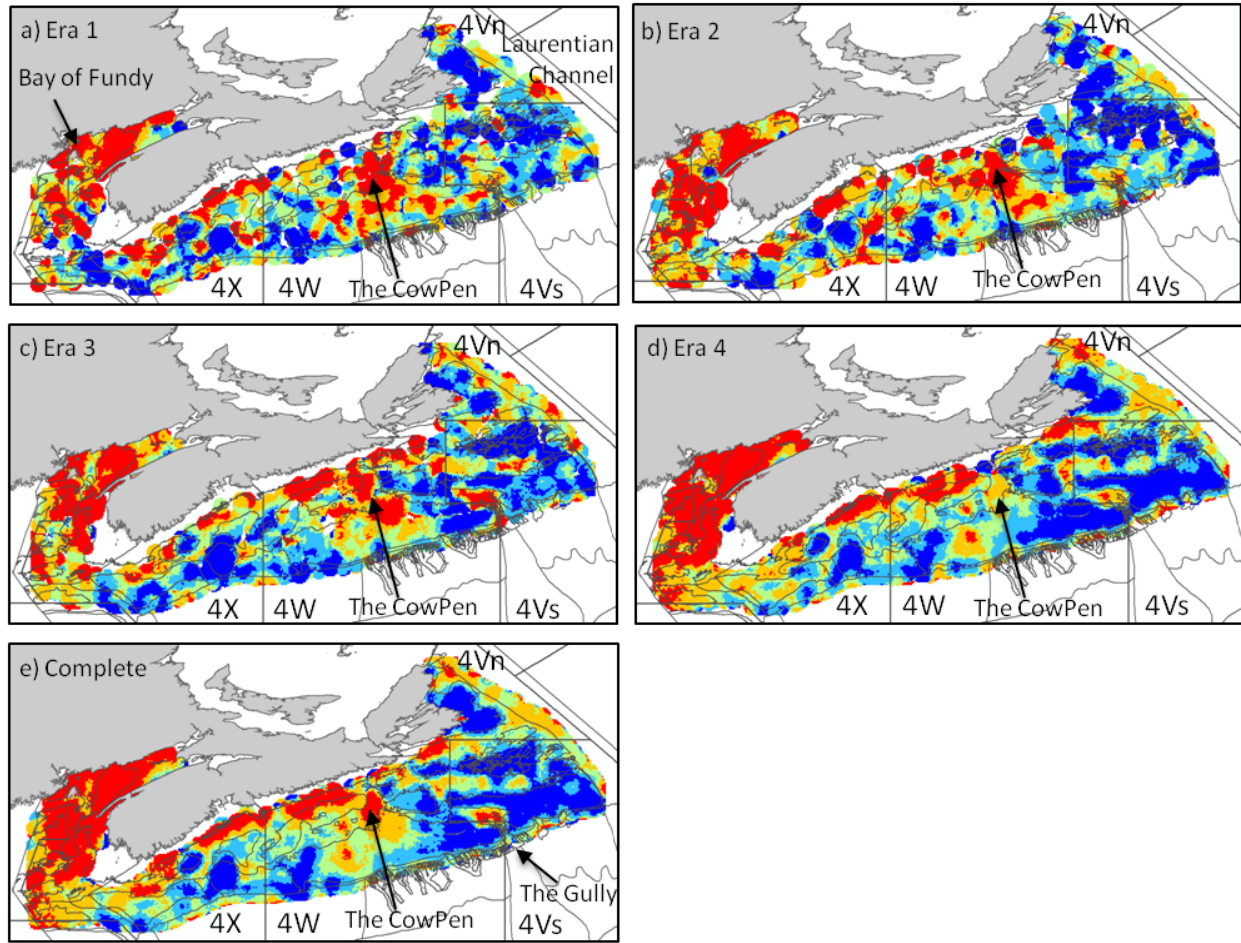 a) Era 1
4Vn
Laurentian
Channel
Bay of Fundy
4X
4W
The CowPen
4Vs
b) Era 2
4Vn
4X
4W
The CowPen
4Vs
c) Era 3
4Vn
4X
4W
The CowPen
4Vs
d) Era 4
4Vn
4X
4W
The CowPen
4Vs
e) Complete
4Vn
The Gully
4X
4W
The CowPen
4Vs